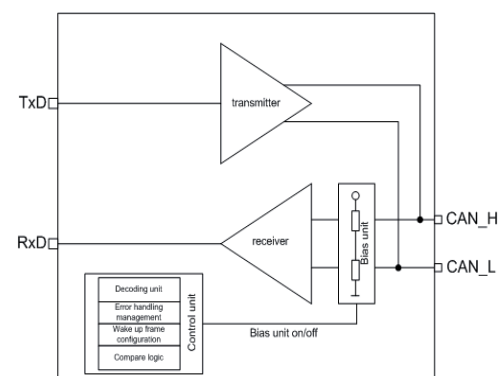 TxD
transmitter
CAN_H
Bias unit
receiver
RxD
CAN_L
Decoding unit
Error handling
management
Wake up frame
configuration
Compare logic
Control unit
Bias unit on/off